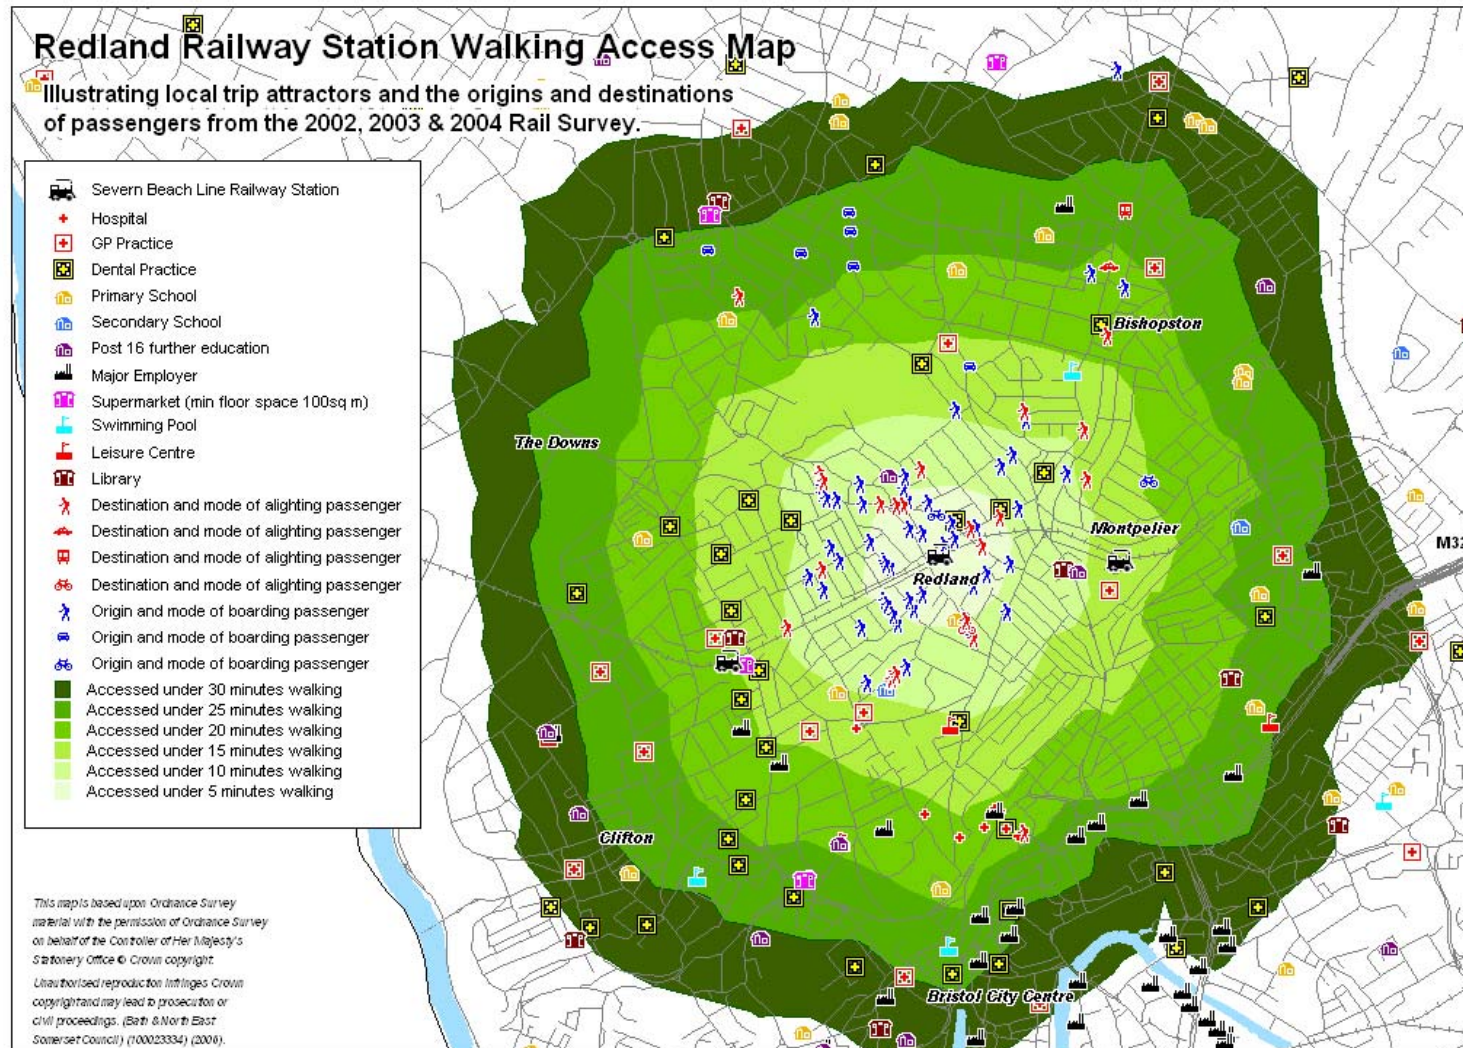 Redland Railway Station Walking Access Map
Illustrating local trip attractors and the origins and destinations
of passengers from the 2002, 2003 & 2004 Rail Survey.
Severn Beach Line Railway Station
Hospital
GP Practice
Dental Practice
Primary School
Secondary School
Post 16 further education
Major Employer
Supermarket (min floor space 100sq m)
Swimming Pool
Leisure Centre
Library
Destination and mode of alighting passenger
Destination and mode of alighting passenger
Destination and mode of alighting passenger
Destination and mode of alighting passenger
Origin and mode of boarding passenger
Origin and mode of boarding passenger
Origin and mode of boarding passenger
Accessed under 30 minutes walking
Accessed under 25 minutes walking
Accessed under 20 minutes walking
Accessed under 15 minutes walking
Accessed under 10 minutes walking
Accessed under 5 minutes walking
Bishopston
The Downs
Montpelier
M32
Redland
Clifton
Bristol City Centre
This map is based upon Ordnance Survey
material with the permission of Ordnance Survey
on behalf of the Controller of Her Majesty's
Stationery Office © Crown copyright.
Unauthorised reproduction infringes Crown
copyright and may lead to prosecution or
civil proceedings. (Bath & North East
Somerset Council) (100023334) (2006).